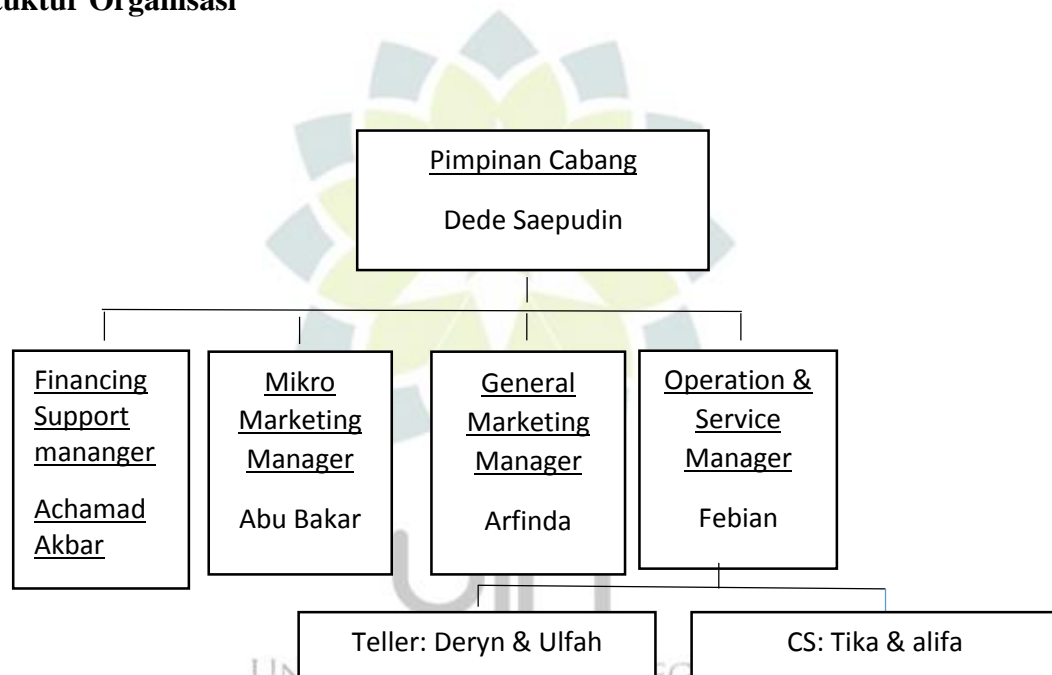 Struktur Organisasi
Pimpinan Cabang
Dede Saepudin
Financing
Support
mananger
Achamad
Akbar
Mikro
Marketing
Manager
Abu Bakar
General
Marketing
Manager
Arfinda
Operation &
Service
Manager
Febian
Teller: Deryn & Ulfah
CS: Tika & alifa